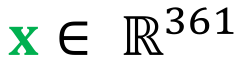 𝐱 ∈ ℝ³⁶¹